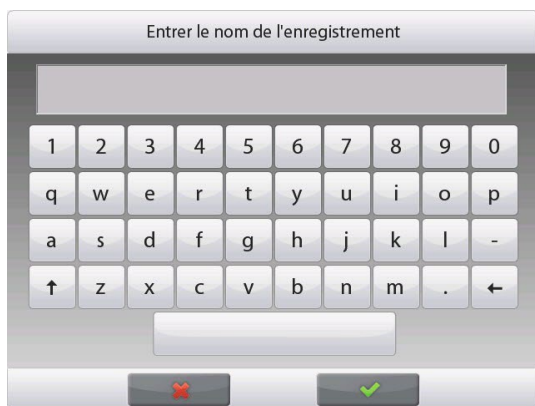 Entrer le nom de l'enregistrement
1 2 3 4 5 6 7 8 9 0
q w e r t y u i o p
a s d f g h j k l -
z x c v b n m .